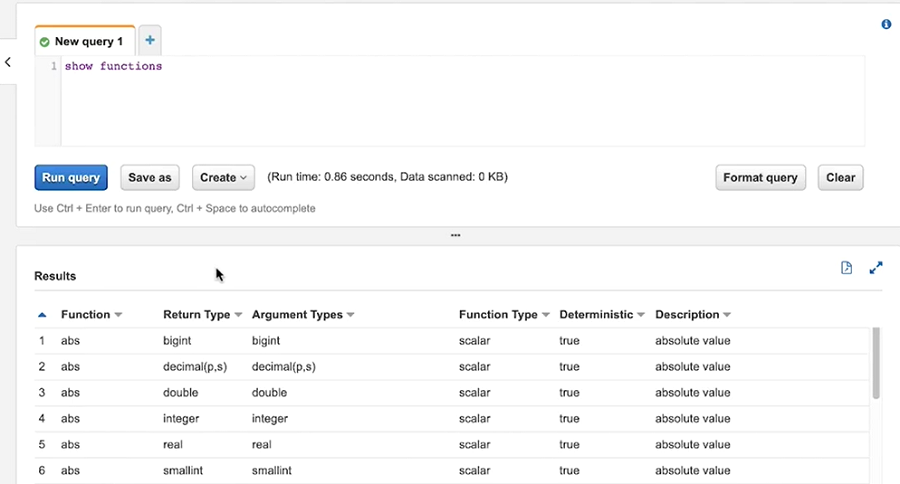 New query 1 +
1 show functions
Run query Save as Create (Run time: 0.86 seconds, Data scanned: 0 KB) Format query Clear
Use Ctrl + Enter to run query, Ctrl + Space to autocomplete
Results
Function Return Type Argument Types Function Type Deterministic Description
1 abs bigint bigint scalar true absolute value
2 abs decimal(p,s) decimal(p,s) scalar true absolute value
3 abs double double scalar true absolute value
4 abs integer integer scalar true absolute value
5 abs real real scalar true absolute value
6 abs smallint smallint scalar true absolute value